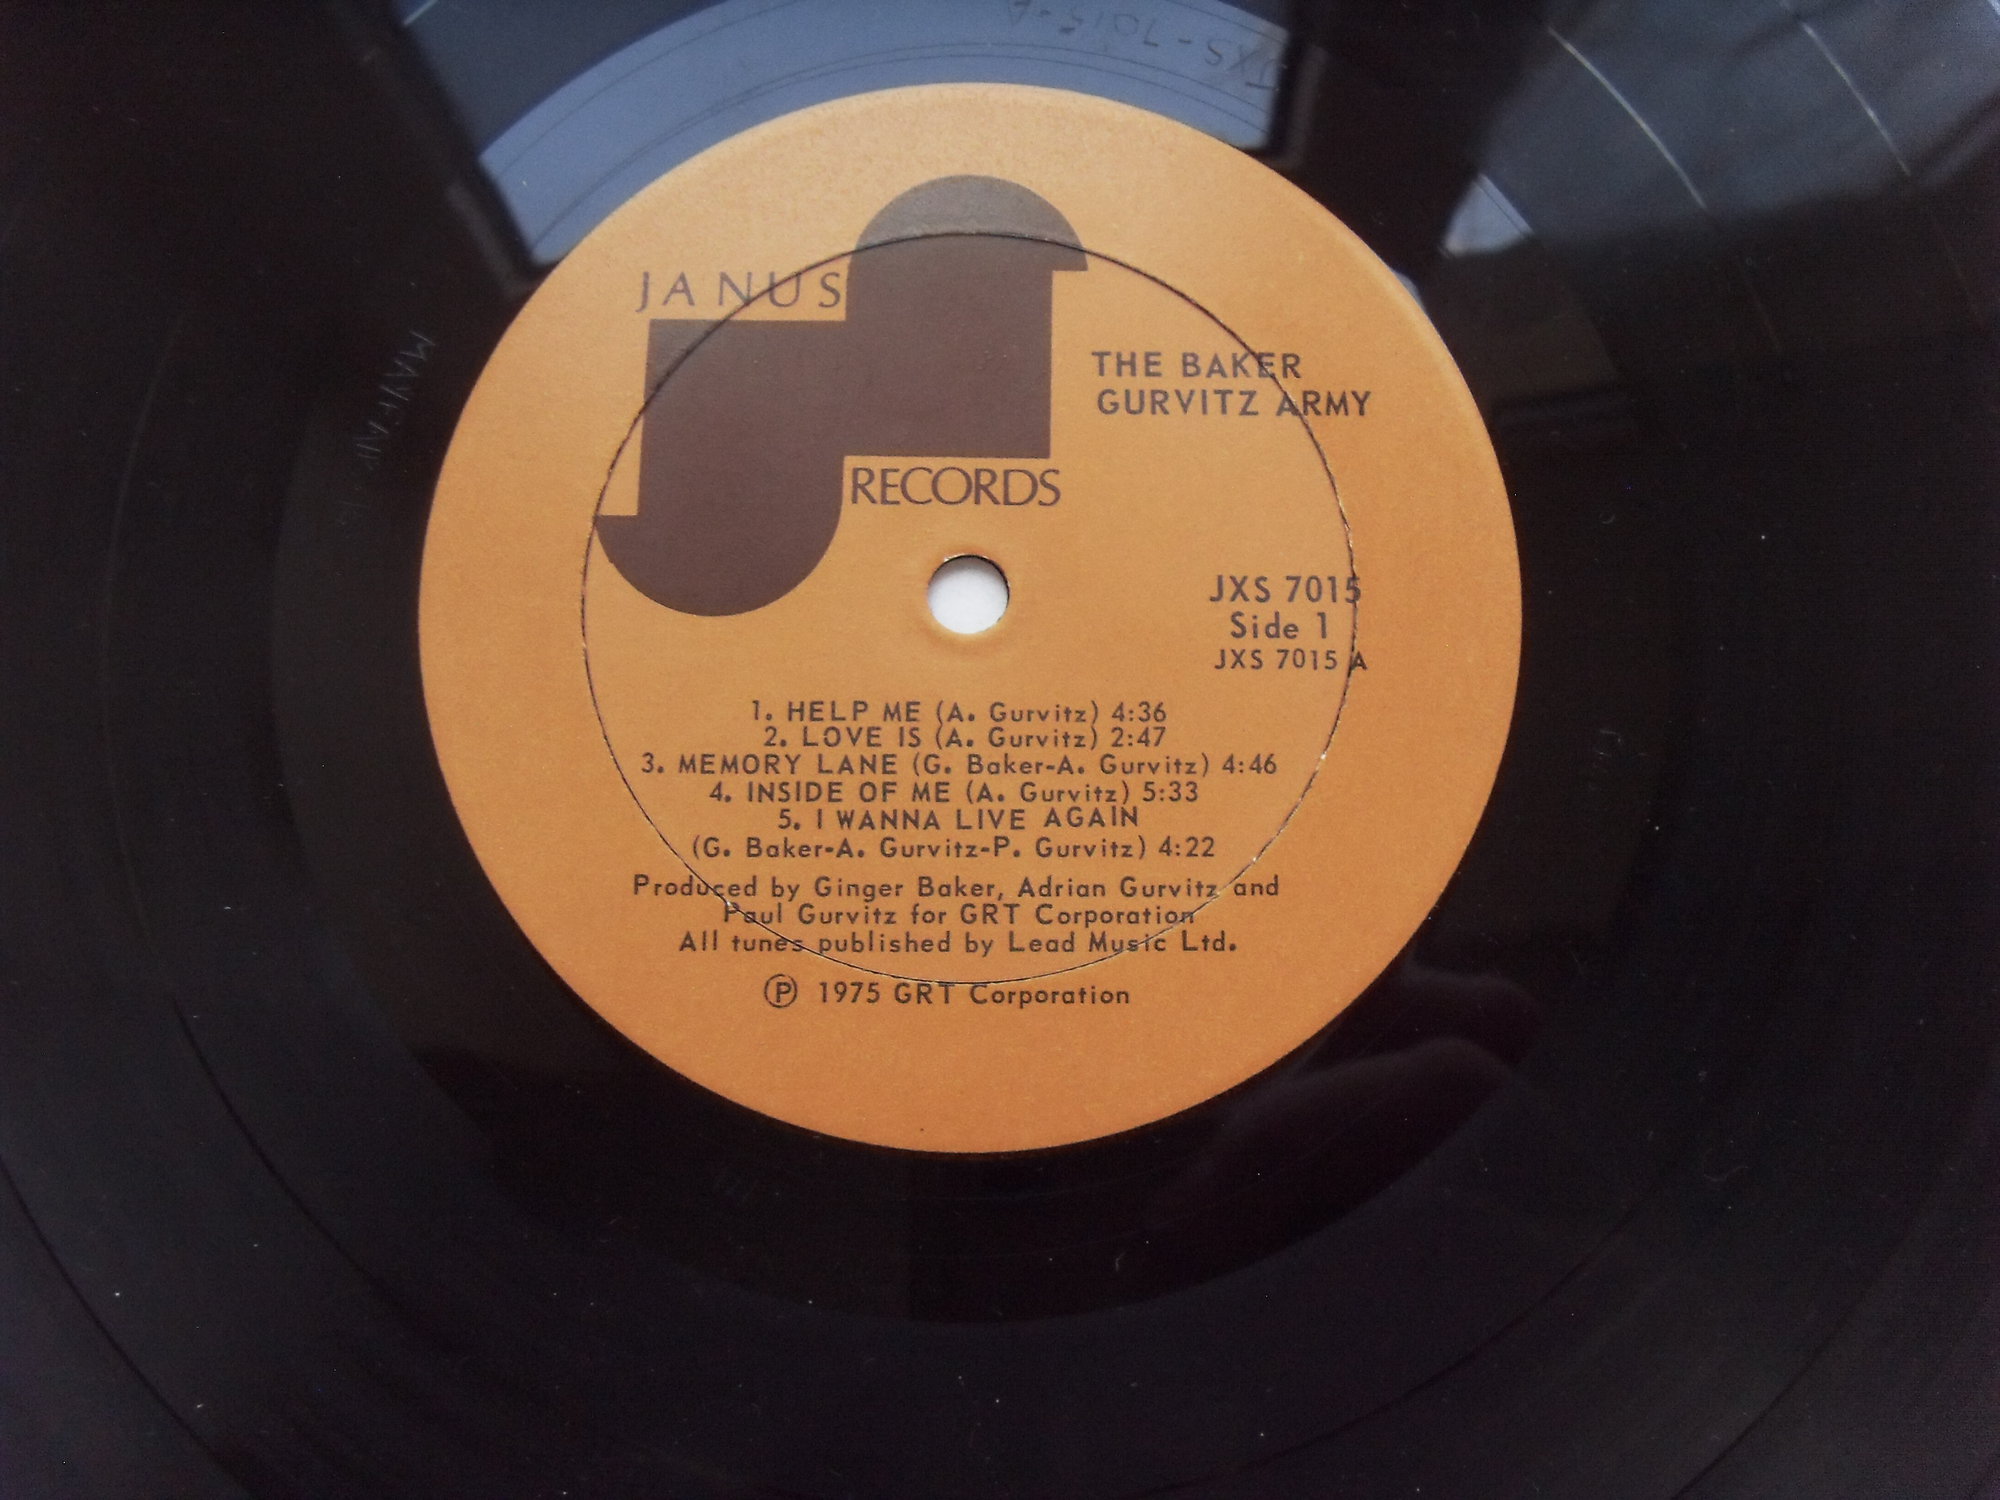 JXS-7015-A
JANUS
RECORDS
THE BAKER
GURVITZ ARMY
JXS 7015
Side 1
JXS 7015 A
1. HELP ME (A. Gurvitz) 4:36
2. LOVE IS (A. Gurvitz) 2:47
3. MEMORY LANE (G. Baker-A. Gurvitz) 4:46
4. INSIDE OF ME (A. Gurvitz) 5:33
5. I WANNA LIVE AGAIN
(G. Baker-A. Gurvitz-P. Gurvitz) 4:22
Produced by Ginger Baker, Adrian Gurvitz and
Paul Gurvitz for GRT Corporation
All tunes published by Lead Music Ltd.
℗ 1975 GRT Corporation